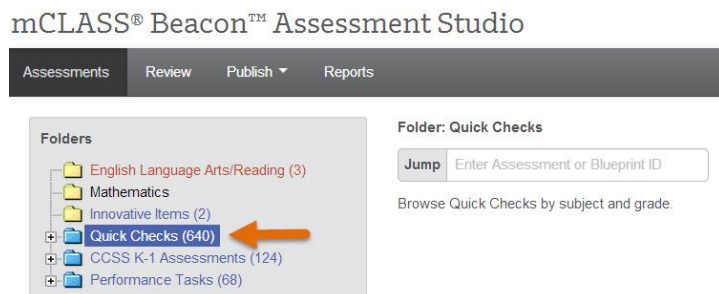 mCLASS® Beacon™ Assessment Studio
Assessments Review Publish Reports
Folders
English Language Arts/Reading (3)
Mathematics
Innovative Items (2)
Quick Checks (640)
CCSS K-1 Assessments (124)
Performance Tasks (68)
Folder: Quick Checks
Jump Enter Assessment or Blueprint ID
Browse Quick Checks by subject and grade.